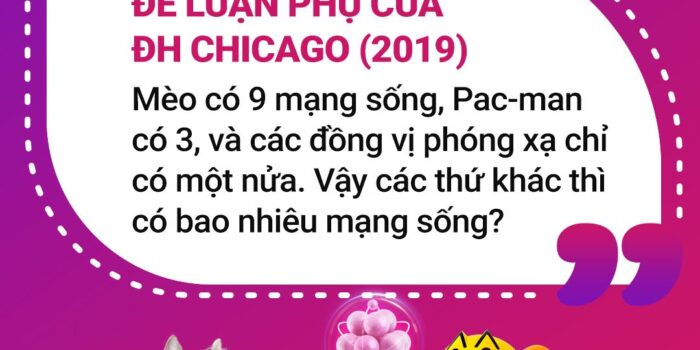 ĐỀ LUẬN PHỤ CỦA
ĐH CHICAGO (2019)
Mèo có 9 mạng sống, Pac-man
có 3, và các đồng vị phóng xạ chỉ
có một nửa. Vậy các thứ khác thì
có bao nhiêu mạng sống?